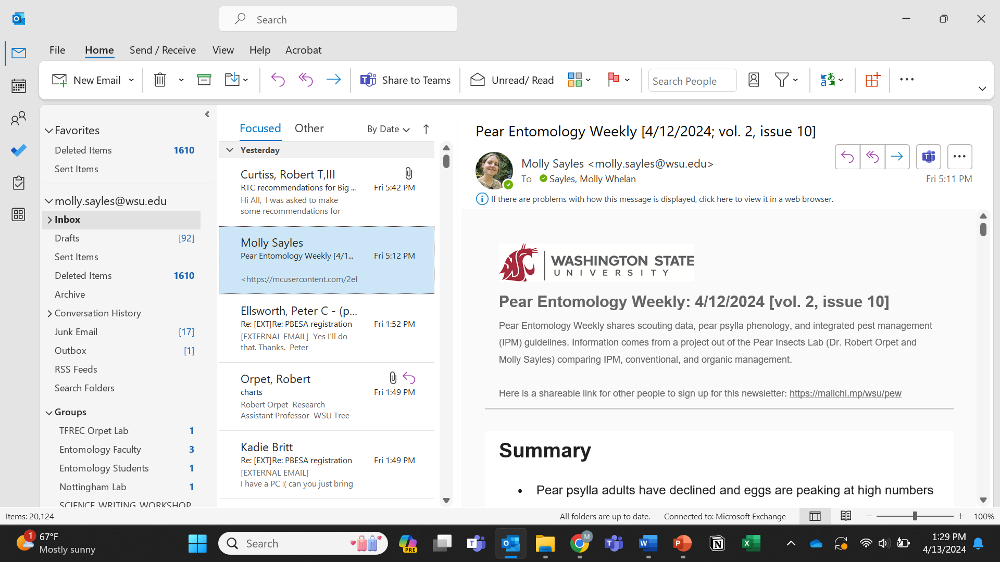 Search
File Home Send / Receive View Help Acrobat
New Email
Share to Teams
Unread/ Read
Search People
Favorites
Deleted Items 1610
Sent Items
molly.sayles@wsu.edu
Inbox
Drafts [92]
Sent Items
Deleted Items 1610
Archive
Conversation History
Junk Email [17]
Outbox [1]
RSS Feeds
Search Folders
Groups
TFREC Orpet Lab 1
Entomology Faculty 3
Entomology Students 1
Nottingham Lab 1
SCIENCE_WRITING_WORKSHOP
Focused Other By Date
Yesterday
Curtiss, Robert T,III
RTC recommendations for Big ... Fri 5:42 PM
Hi All, I was asked to make
some recommendations for
Molly Sayles
Pear Entomology Weekly [4/1... Fri 5:12 PM
<https://mcusercontent.com/2ef
Ellsworth, Peter C - (p...
Re: [EXT]Re: PBESA registration Fri 1:52 PM
[EXTERNAL EMAIL] Yes I'll do
that. Thanks. Peter
Orpet, Robert
charts Fri 1:49 PM
Robert Orpet Research
Assistant Professor WSU Tree
Kadie Britt
Re: [EXT]Re: PBESA registration Fri 1:49 PM
[EXTERNAL EMAIL]
I have a PC :( can you just bring
Pear Entomology Weekly [4/12/2024; vol. 2, issue 10]
Molly Sayles <molly.sayles@wsu.edu>
To Sayles, Molly Whelan
Fri 5:11 PM
If there are problems with how this message is displayed, click here to view it in a web browser.
WASHINGTON STATE
UNIVERSITY
Pear Entomology Weekly: 4/12/2024 [vol. 2, issue 10]
Pear Entomology Weekly shares scouting data, pear psylla phenology, and integrated pest management
(IPM) guidelines. Information comes from a project out of the Pear Insects Lab (Dr. Robert Orpet and
Molly Sayles) comparing IPM, conventional, and organic management.
Here is a shareable link for other people to sign up for this newsletter: https://mailchi.mp/wsu/pew
Summary
• Pear psylla adults have declined and eggs are peaking at high numbers
Items: 20,124
All folders are up to date.
Connected to: Microsoft Exchange
100%
1
67°F
Mostly sunny
Search
PRE
M
1:29 PM
4/13/2024